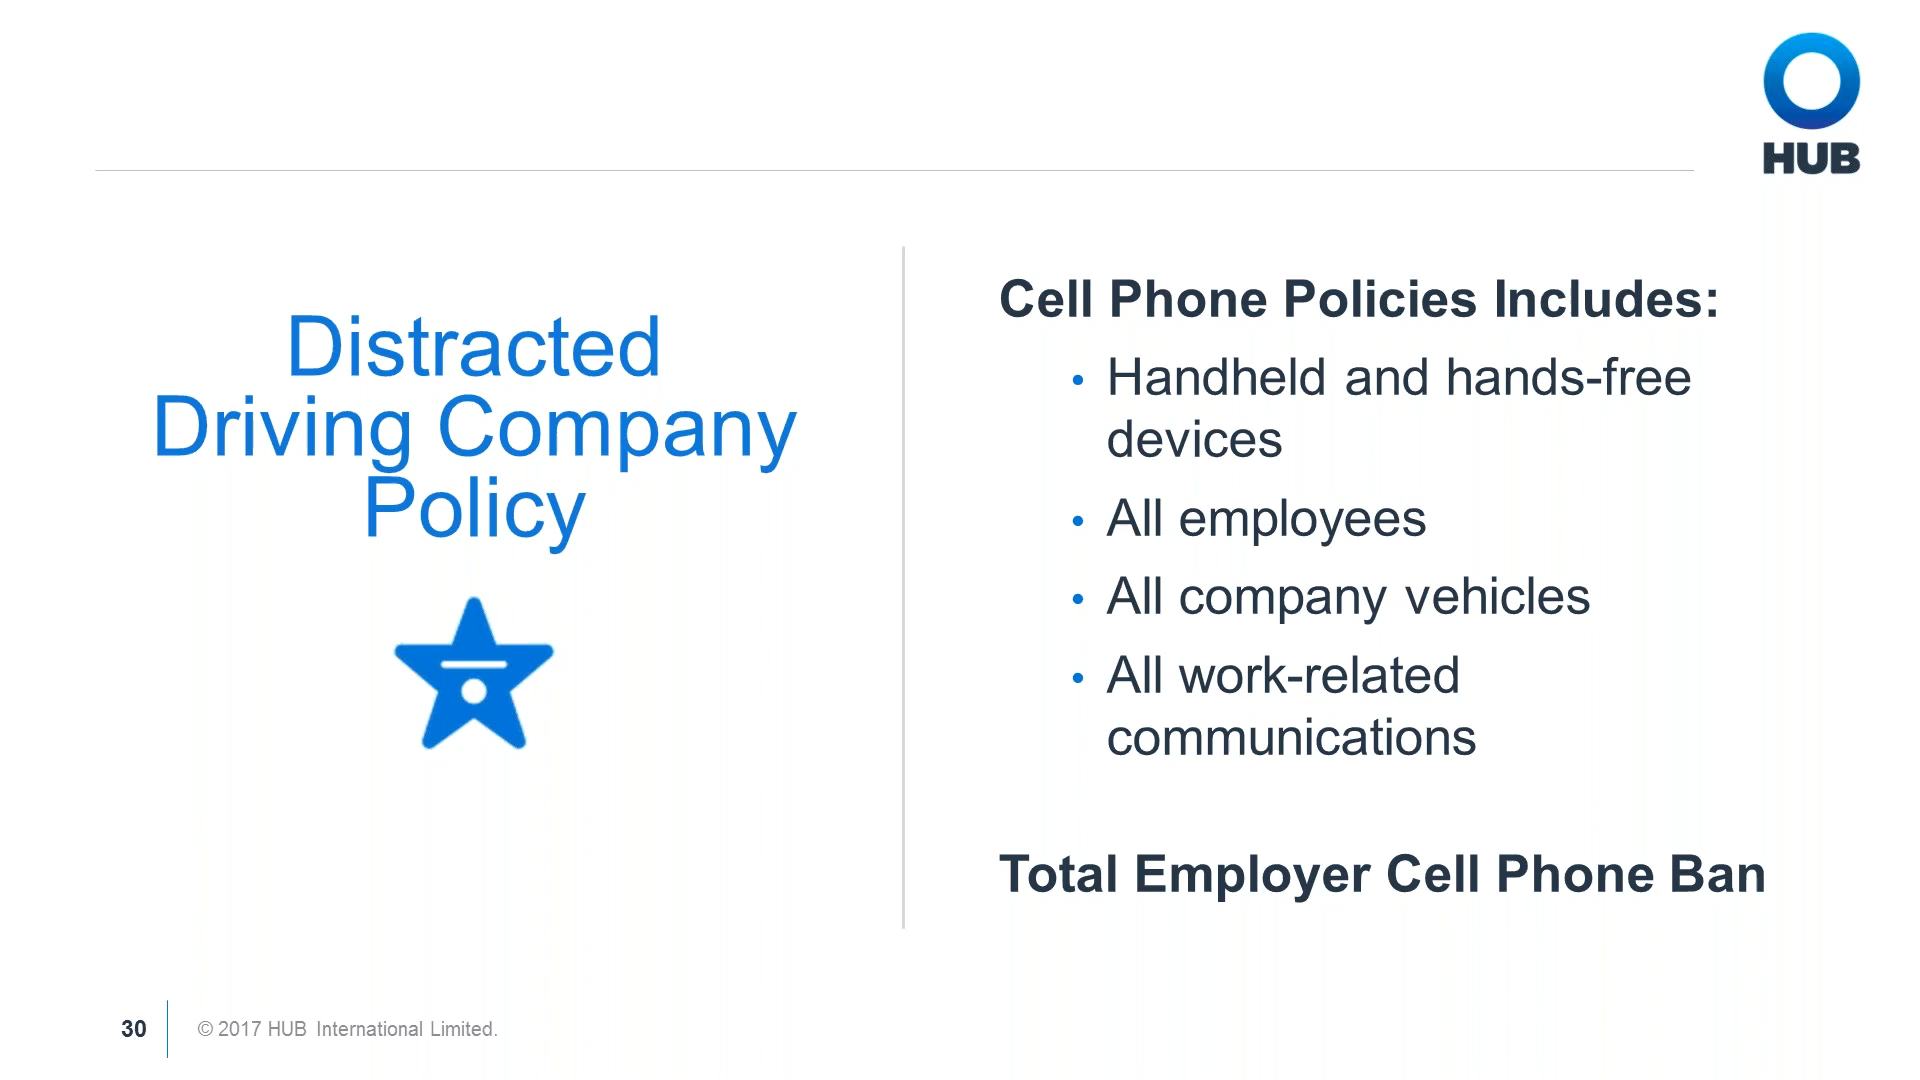 HUB
Distracted
Driving Company
Policy
Cell Phone Policies Includes:
• Handheld and hands-free
devices
• All employees
• All company vehicles
• All work-related
communications
Total Employer Cell Phone Ban
30
© 2017 HUB International Limited.